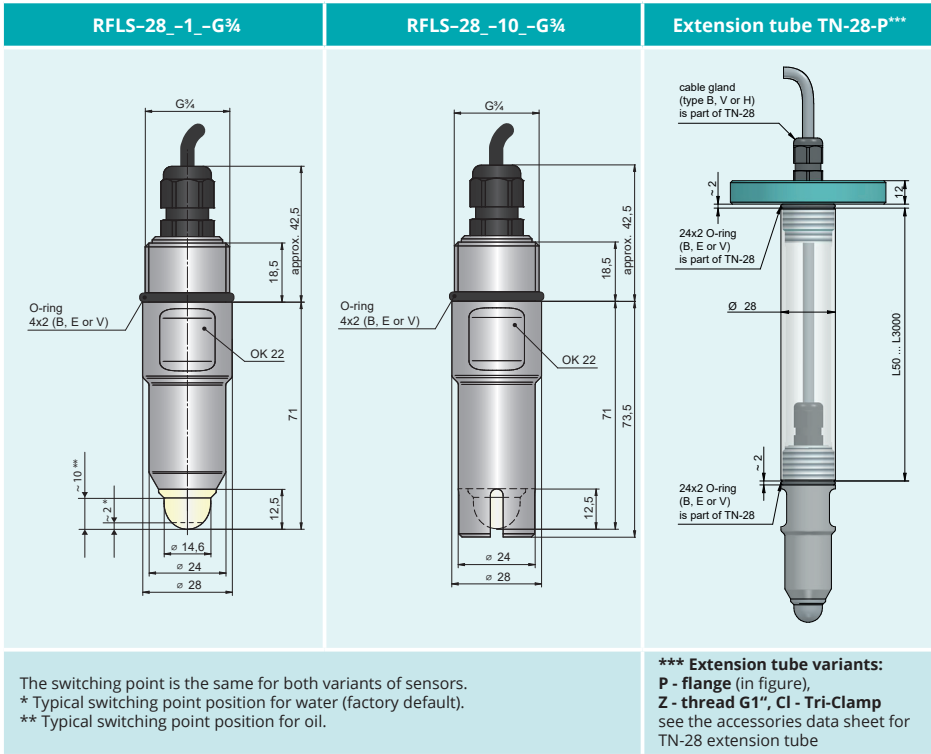 RFLS–28_–1_–G¾
RFLS–28_–10_–G¾
Extension tube TN-28-P***
G¾
approx. 42,5
18,5
O-ring
4x2 (B, E or V)
OK 22
71
~ 10 **
~ 2 *
12,5
ø 14,6
ø 24
ø 28
G¾
approx. 42,5
18,5
O-ring
4x2 (B, E or V)
OK 22
71
73,5
12,5
ø 24
ø 28
cable gland
(type B, V or H)
is part of TN-28
~ 2
12
24x2 O-ring
(B, E or V)
is part of TN-28
Ø 28
L50 ... L3000
~ 2
24x2 O-ring
(B, E or V)
is part of TN-28
The switching point is the same for both variants of sensors.
* Typical switching point position for water (factory default).
** Typical switching point position for oil.
*** Extension tube variants:
P - flange (in figure),
Z - thread G1“, Cl - Tri-Clamp
see the accessories data sheet for
TN-28 extension tube